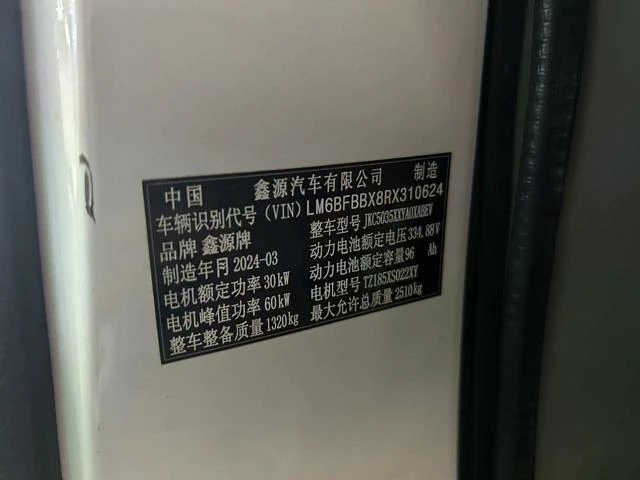 中国 鑫源汽车有限公司 制造
车辆识别代号(VIN)LM6BFBBX8RX310624
品牌 鑫源牌 整车型号 JKC5035XXYA0XABEV
制造年月 2024-03 动力电池额定电压 334.88V
电机额定功率 30kW 动力电池额定容量 96 Ah
电机峰值功率 60kW 电机型号 TZ185XS022XY
整车整备质量 1320kg 最大允许总质量 2510kg